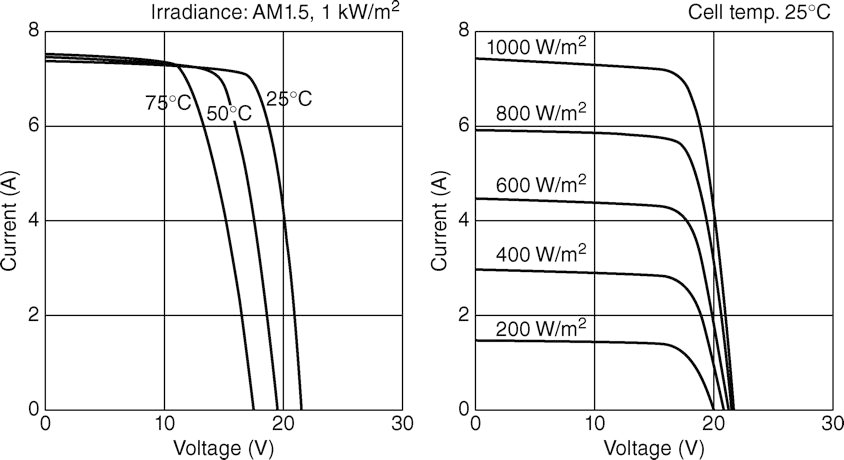 Irradiance: AM1.5, 1 kW/m²
8
6
4
2
0
Current (A)
75°C
50°C
25°C
0
10
20
30
Voltage (V)
Cell temp. 25°C
8
6
4
2
0
Current (A)
1000 W/m²
800 W/m²
600 W/m²
400 W/m²
200 W/m²
0
10
20
30
Voltage (V)